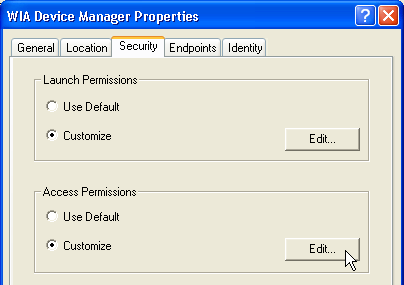 WIA Device Manager Properties
General Location Security Endpoints Identity
Launch Permissions
Use Default
Customize
Edit...
Access Permissions
Use Default
Customize
Edit...